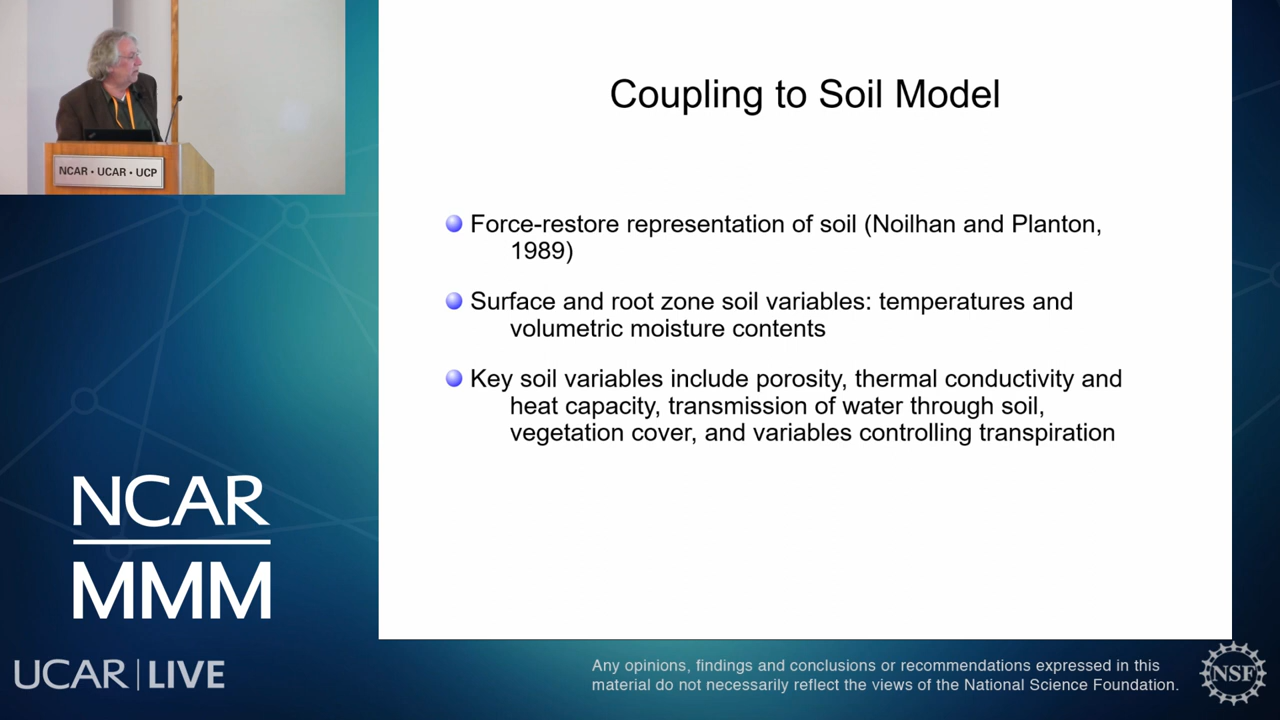 NCAR • UCAR • UCP
Coupling to Soil Model
Force-restore representation of soil (Noilhan and Planton,
1989)
Surface and root zone soil variables: temperatures and
volumetric moisture contents
Key soil variables include porosity, thermal conductivity and
heat capacity, transmission of water through soil,
vegetation cover, and variables controlling transpiration
NCAR
MMM
UCAR | LIVE
Any opinions, findings and conclusions or recommendations expressed in this
material do not necessarily reflect the views of the National Science Foundation.
NSF